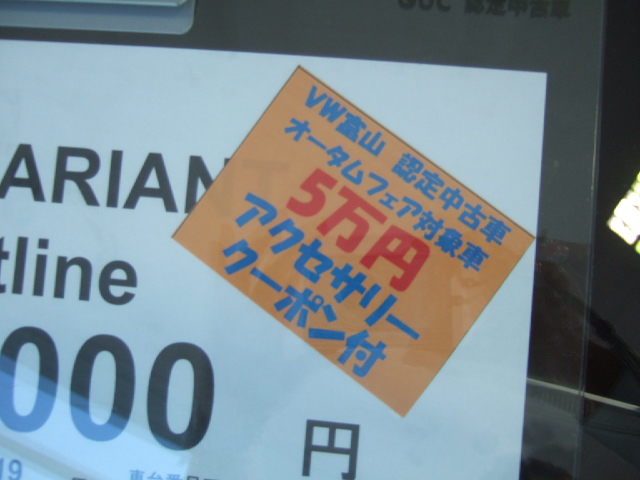 認定中古車
ARIANT
VW富山 認定中古車
オータムフェア対象車
5万円
アクセサリー
クーポン付
tline
000
円
19